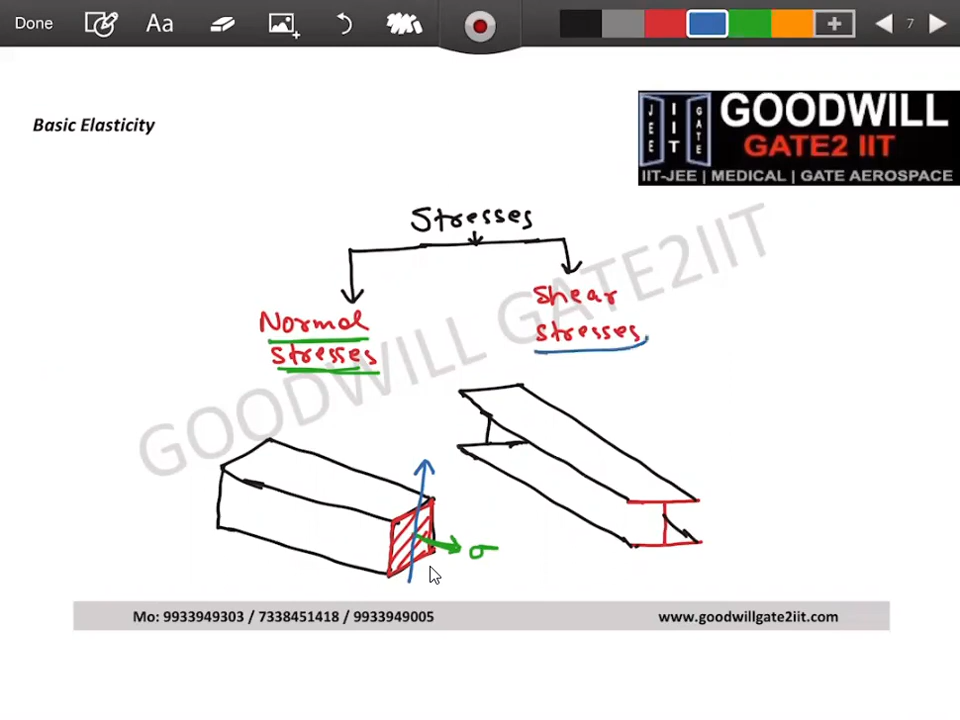 Done
Aa
7
Basic Elasticity
JEE
IIT
GATE
GOODWILL
GATE2 IIT
IIT-JEE | MEDICAL | GATE AEROSPACE
Stresses
Normal
stresses
Shear
stresses
GOODWILL GATE2IIT
σ
Mo: 9933949303 / 7338451418 / 9933949005
www.goodwillgate2iit.com